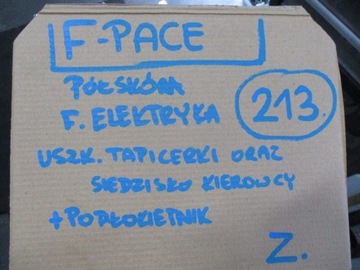 F-PACE
PÓŁSKÓRA
F. ELEKTRYKA
213.
USZK. TAPICERKI ORAZ
SIEDZISKO KIEROWCY
+ PODŁOKIETNIK
Z.